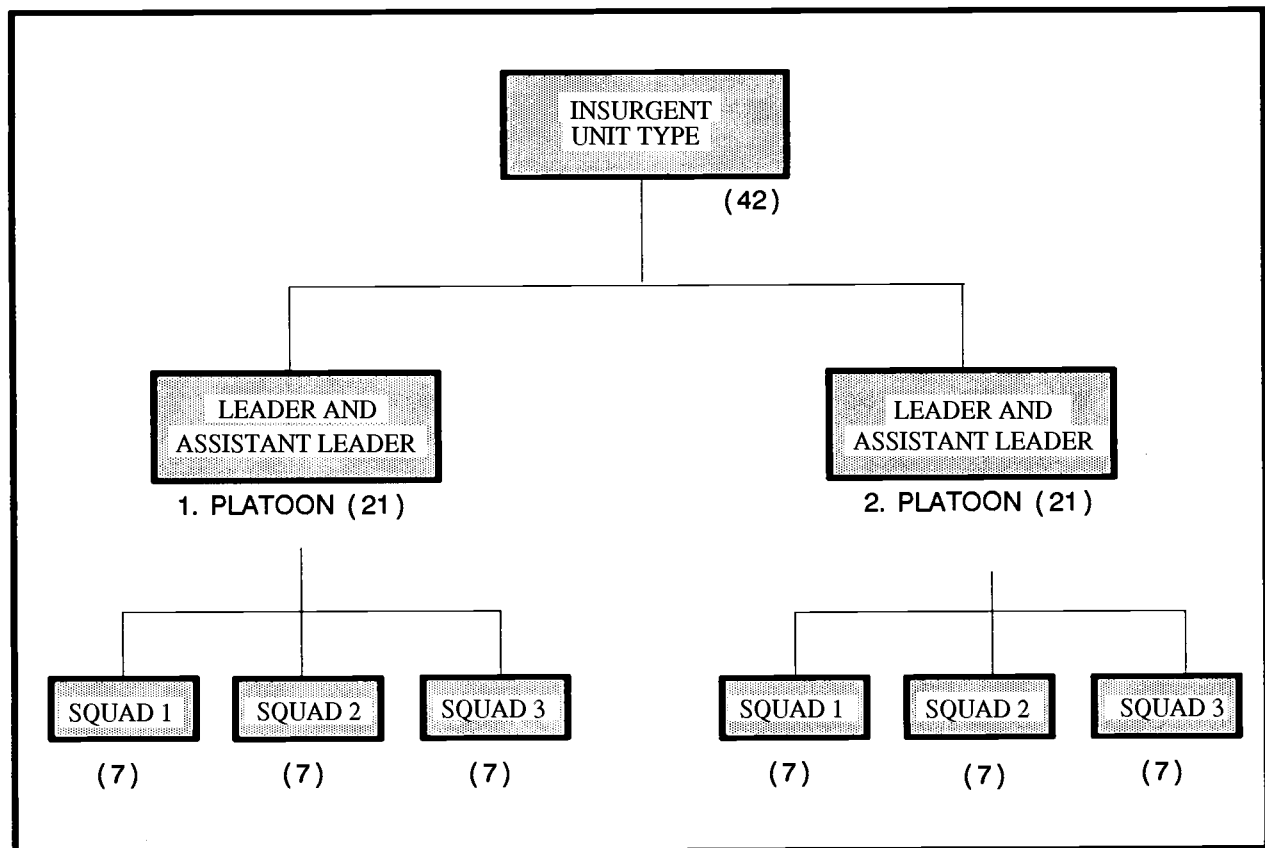 INSURGENT
UNIT TYPE
(42)
LEADER AND
ASSISTANT LEADER
1. PLATOON (21)
LEADER AND
ASSISTANT LEADER
2. PLATOON (21)
SQUAD 1
SQUAD 2
SQUAD 3
(7)
(7)
(7)
SQUAD 1
SQUAD 2
SQUAD 3
(7)
(7)
(7)